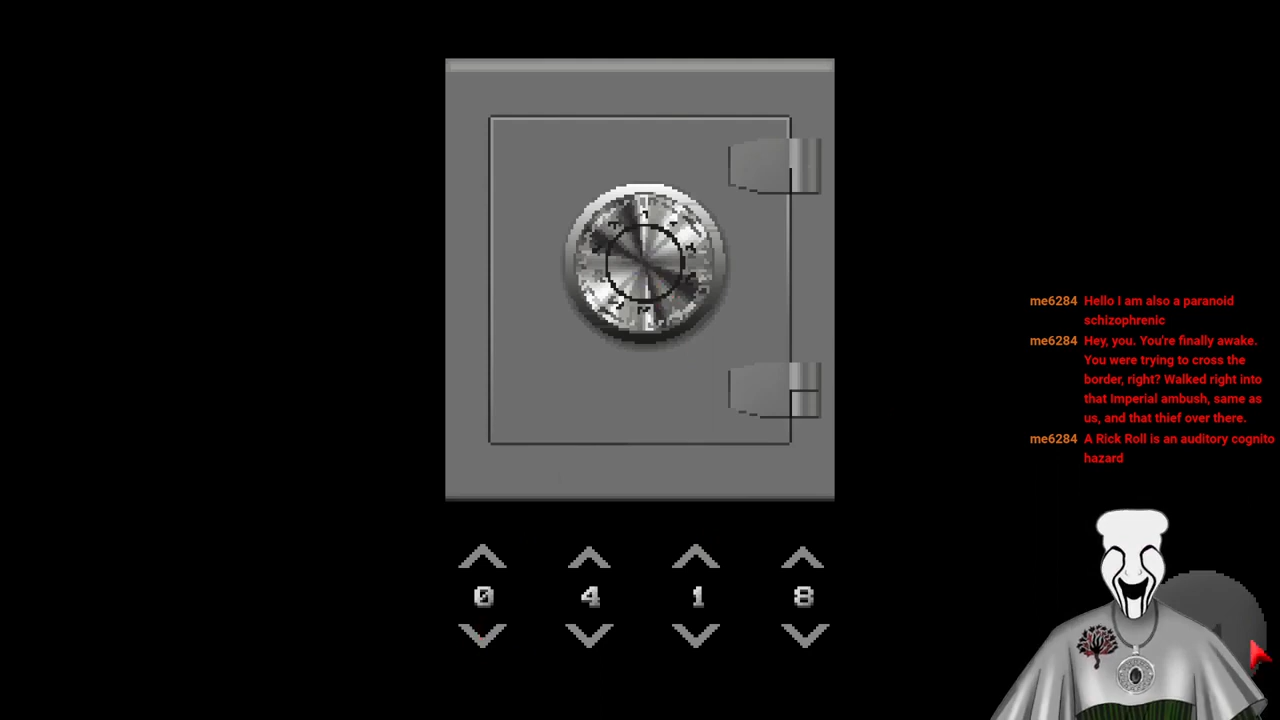 me6284 Hello I am also a paranoid
schizophrenic
me6284 Hey, you. You're finally awake.
You were trying to cross the
border, right? Walked right into
that Imperial ambush, same as
us, and that thief over there.
me6284 A Rick Roll is an auditory cognito
hazard
0 4 1 8